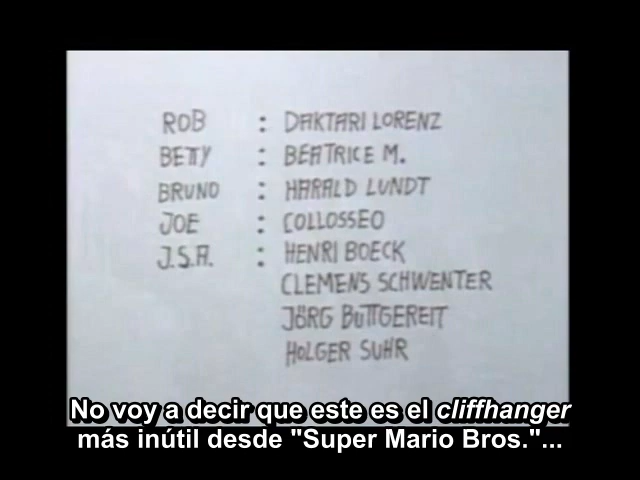 ROB : DAKTARI LORENZ
BETTY : BEATRICE M.
BRUNO : HARALD LUNDT
JOE : COLLOSSEO
J.S.A. : HENRI BOECK
CLEMENS SCHWENTER
JÖRG BUTTGEREIT
HOLGER SUHR
No voy a decir que este es el cliffhanger
más inútil desde "Super Mario Bros."...